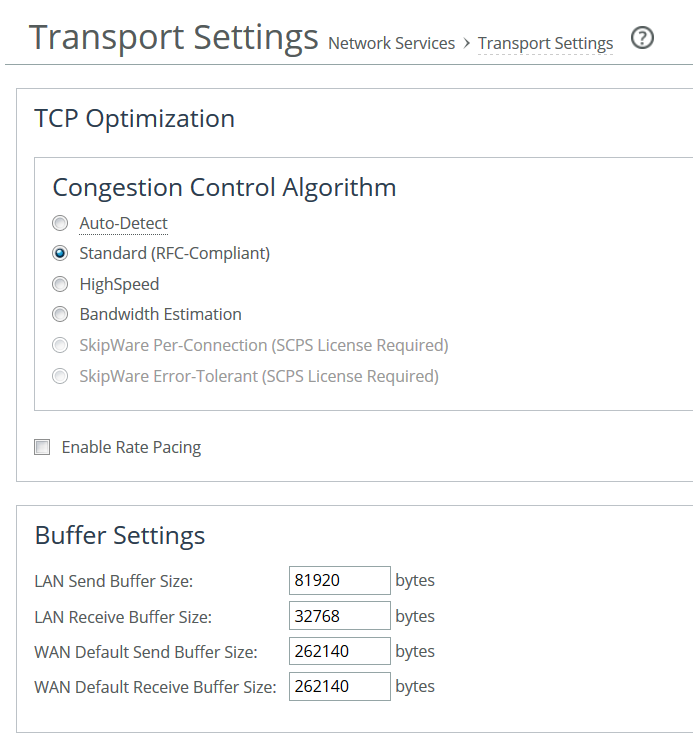 Transport Settings Network Services › Transport Settings ?
TCP Optimization
Congestion Control Algorithm
Auto-Detect
Standard (RFC-Compliant)
HighSpeed
Bandwidth Estimation
SkipWare Per-Connection (SCPS License Required)
SkipWare Error-Tolerant (SCPS License Required)
Enable Rate Pacing
Buffer Settings
LAN Send Buffer Size: 81920 bytes
LAN Receive Buffer Size: 32768 bytes
WAN Default Send Buffer Size: 262140 bytes
WAN Default Receive Buffer Size: 262140 bytes